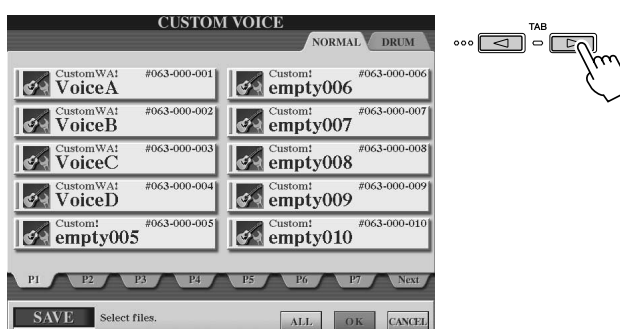 CUSTOM VOICE
NORMAL DRUM
TAB
CustomWA! #063-000-001
VoiceA
CustomWA! #063-000-002
VoiceB
CustomWA! #063-000-003
VoiceC
CustomWA! #063-000-004
VoiceD
Custom! #063-000-005
empty005
Custom! #063-000-006
empty006
Custom! #063-000-007
empty007
Custom! #063-000-008
empty008
Custom! #063-000-009
empty009
Custom! #063-000-010
empty010
P1 P2 P3 P4 P5 P6 P7 Next
SAVE Select files. ALL OK CANCEL